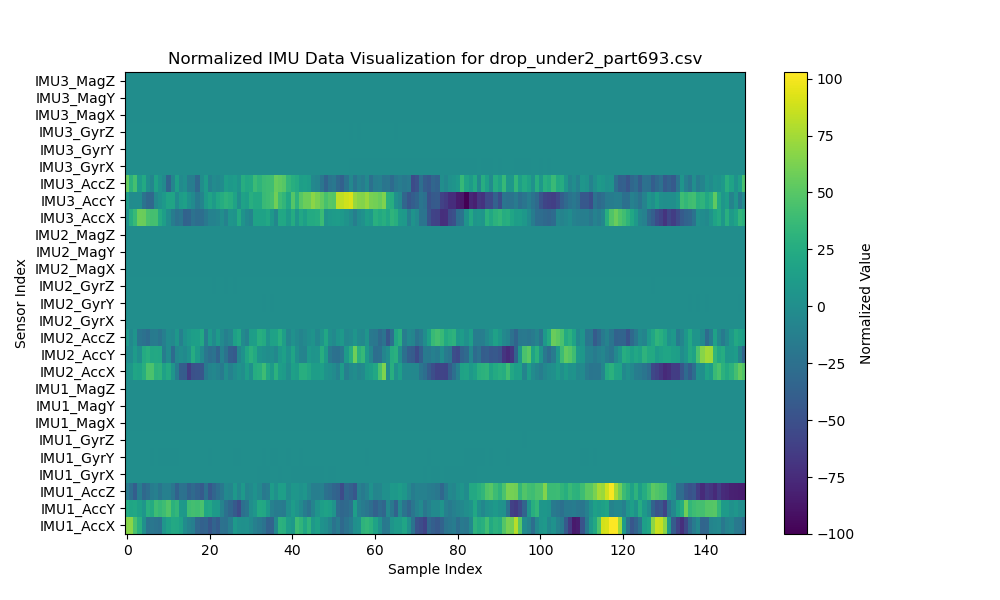 Normalized IMU Data Visualization for drop_under2_part693.csv
IMU3_MagZ
IMU3_MagY
IMU3_MagX
IMU3_GyrZ
IMU3_GyrY
IMU3_GyrX
IMU3_AccZ
IMU3_AccY
IMU3_AccX
IMU2_MagZ
IMU2_MagY
IMU2_MagX
IMU2_GyrZ
IMU2_GyrY
IMU2_GyrX
IMU2_AccZ
IMU2_AccY
IMU2_AccX
IMU1_MagZ
IMU1_MagY
IMU1_MagX
IMU1_GyrZ
IMU1_GyrY
IMU1_GyrX
IMU1_AccZ
IMU1_AccY
IMU1_AccX
Sensor Index
0 20 40 60 80 100 120 140
Sample Index
100
75
50
25
0
−25
−50
−75
−100
Normalized Value